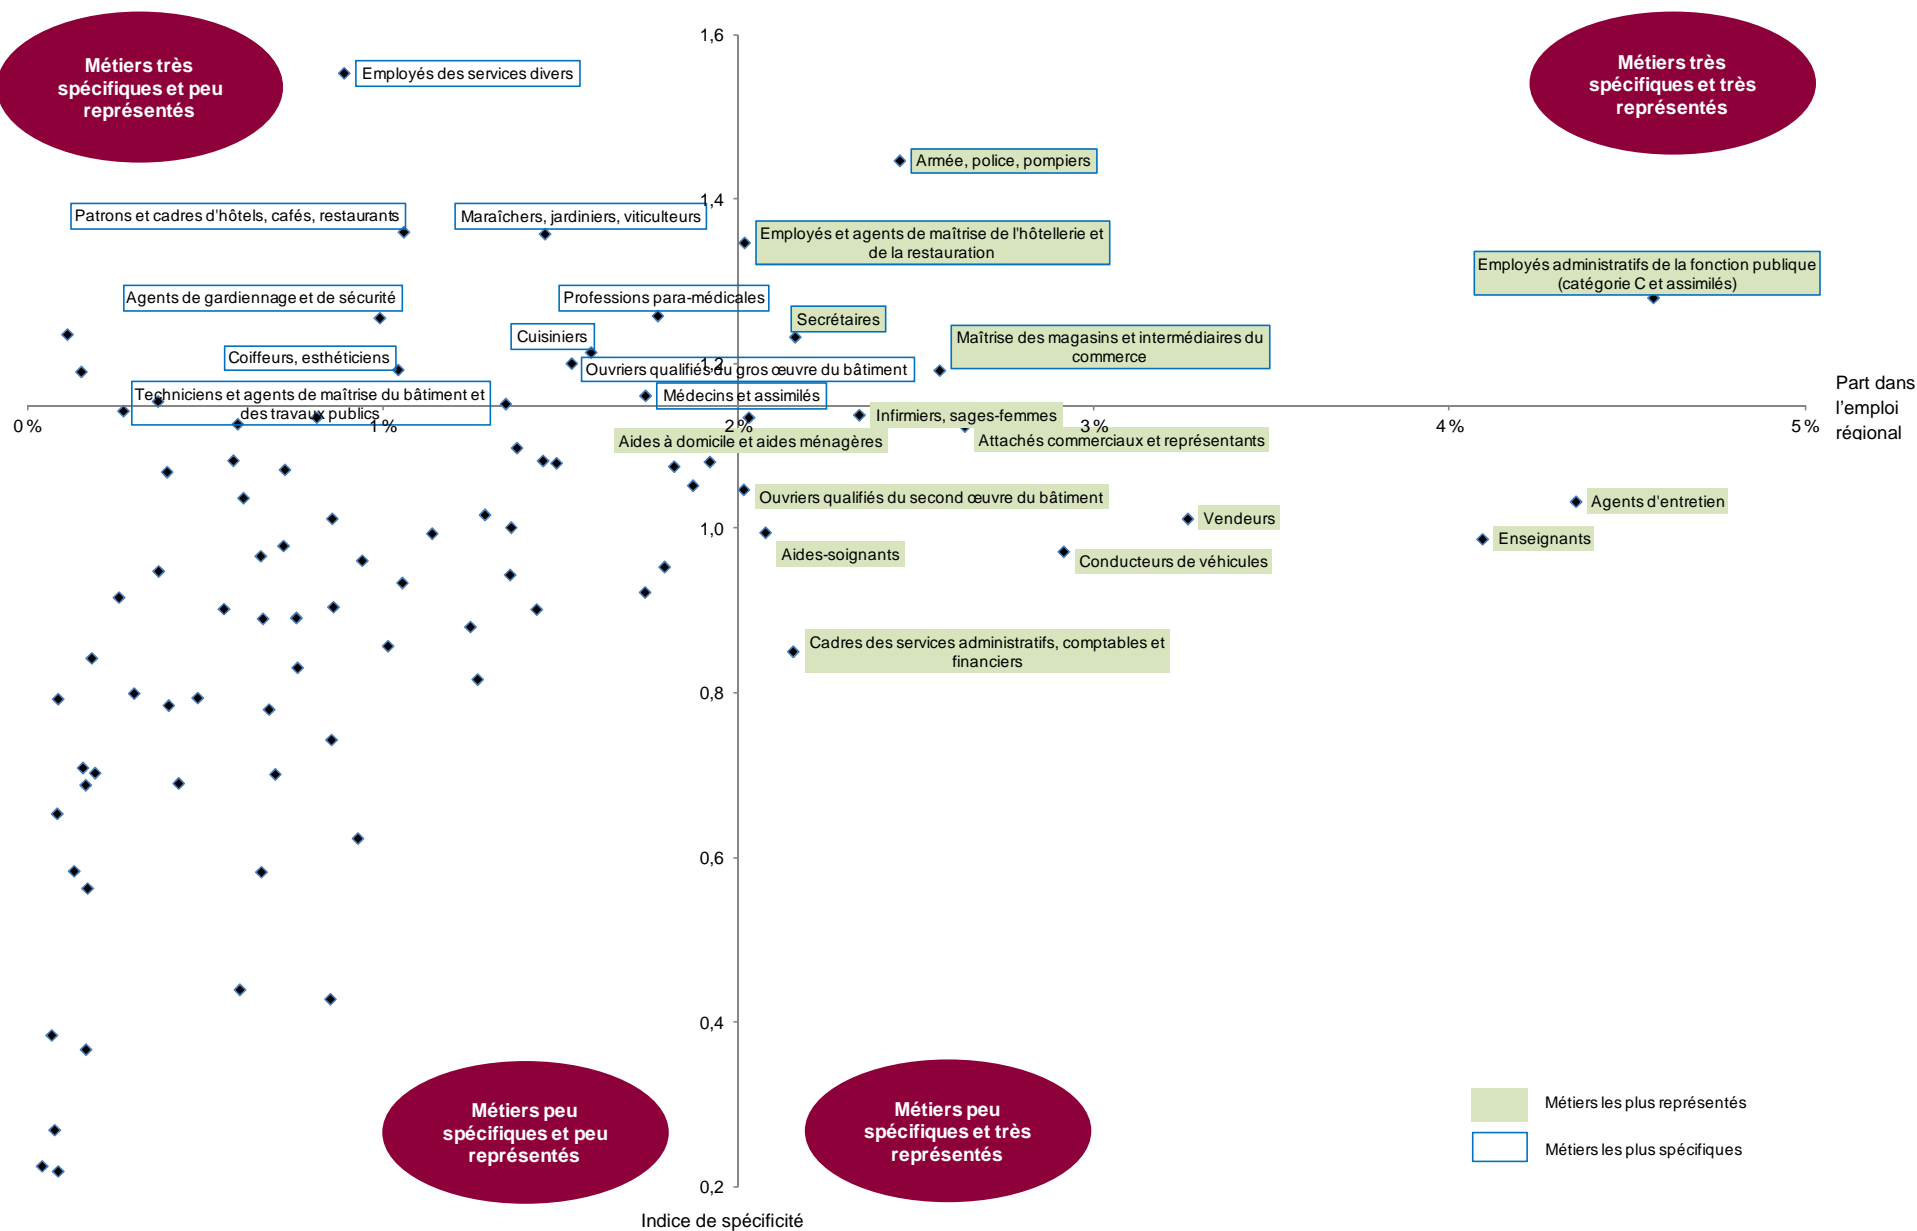 Métiers très
spécifiques et peu
représentés
Métiers très
spécifiques et très
représentés
1,6
Employés des services divers
Armée, police, pompiers
1,4
Patrons et cadres d'hôtels, cafés, restaurants
Maraîchers, jardiniers, viticulteurs
Employés et agents de maîtrise de l'hôtellerie et
de la restauration
Employés administratifs de la fonction publique
(catégorie C et assimilés)
Agents de gardiennage et de sécurité
Professions para-médicales
Secrétaires
Cuisiniers
Maîtrise des magasins et intermédiaires du
commerce
Coiffeurs, esthéticiens
1,2
Ouvriers qualifiés du gros œuvre du bâtiment
Techniciens et agents de maîtrise du bâtiment et
des travaux publics
Médecins et assimilés
Part dans
l'emploi
régional
0%
1%
2%
3%
4%
5%
Infirmiers, sages-femmes
Aides à domicile et aides ménagères
Attachés commerciaux et représentants
Ouvriers qualifiés du second œuvre du bâtiment
Agents d'entretien
Vendeurs
1,0
Enseignants
Aides-soignants
Conducteurs de véhicules
Cadres des services administratifs, comptables et
financiers
0,8
0,6
0,4
Métiers peu
spécifiques et peu
représentés
Métiers peu
spécifiques et très
représentés
Métiers les plus représentés
Métiers les plus spécifiques
0,2
Indice de spécificité